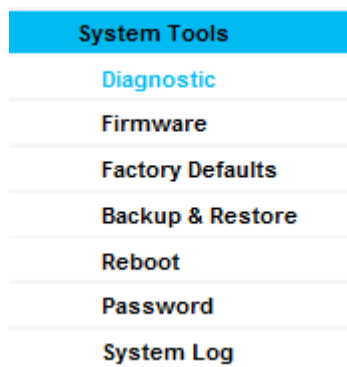 System Tools
Diagnostic
Firmware
Factory Defaults
Backup & Restore
Reboot
Password
System Log